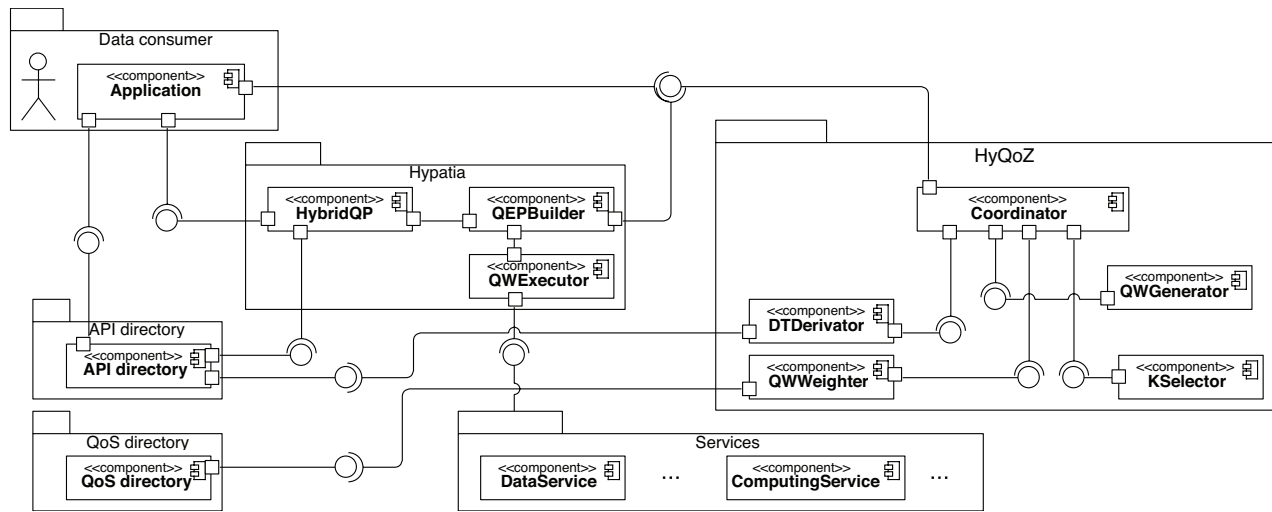 Data consumer
<<component>>
Application
Hypatia
<<component>>
HybridQP
<<component>>
QEPBuilder
<<component>>
QWExecutor
HyQoZ
<<component>>
Coordinator
<<component>>
QWGenerator
<<component>>
DTDerivator
<<component>>
QWWeighter
<<component>>
KSelector
API directory
<<component>>
API directory
QoS directory
<<component>>
QoS directory
Services
<<component>>
DataService
...
<<component>>
ComputingService
...